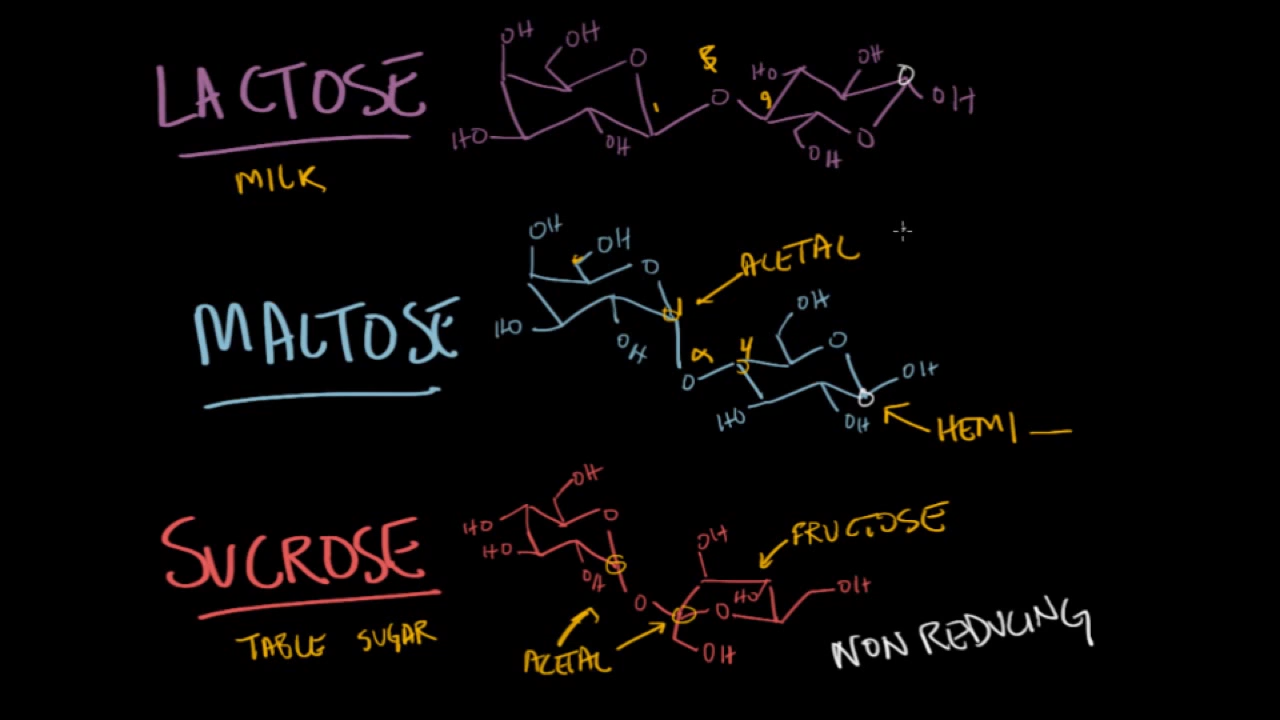 LACTOSE
MILK
OH
OH
O
HO
OH
1
β
O
HO
4
OH
O
OH
OH
MALTOSE
OH
OH
O
HO
OH
ACETAL
α
4
O
OH
O
OH
HO
OH
HEMI
SUCROSE
TABLE SUGAR
OH
HO
HO
O
OH
O
ACETAL
OH
FRUCTOSE
HO
O
OH
OH
NON REDUCING